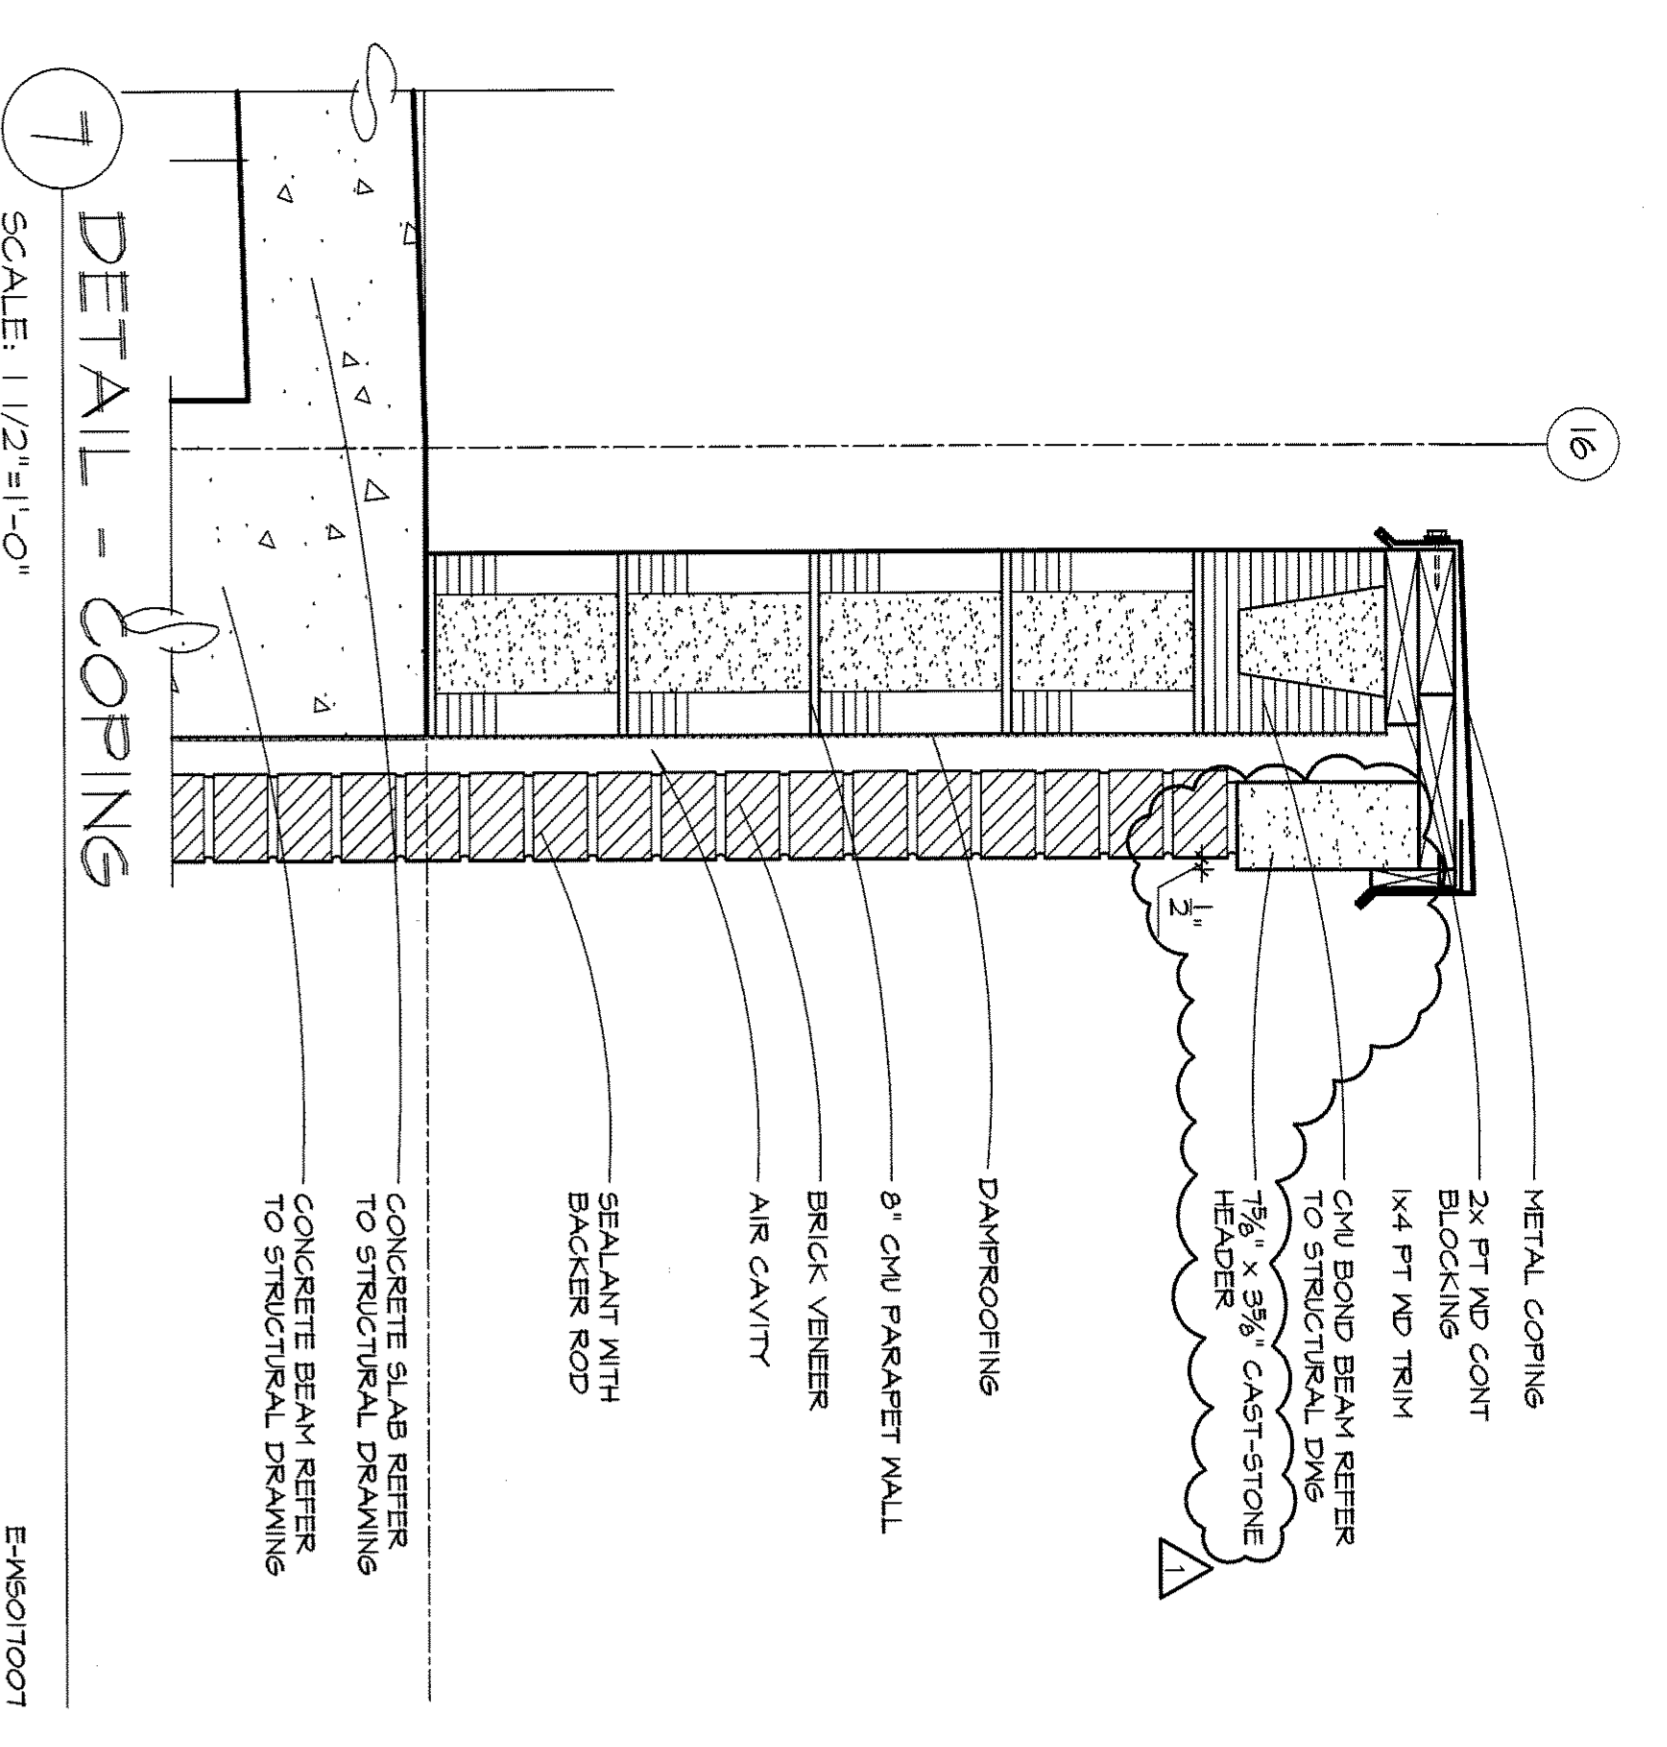 16
METAL COPING
2x PT WD CONT
BLOCKING
1x4 PT WD TRIM
CMU BOND BEAM REFER
TO STRUCTURAL DWG
7⅝" x 3⅝" CAST-STONE
HEADER
1
½"
DAMPROOFING
8" CMU PARAPET WALL
BRICK VENEER
AIR CAVITY
SEALANT WITH
BACKER ROD
CONCRETE SLAB REFER
TO STRUCTURAL DRAWING
CONCRETE BEAM REFER
TO STRUCTURAL DRAWING
7
DETAIL - COPING
SCALE: 1 1/2"=1'-0"
E-WS017007